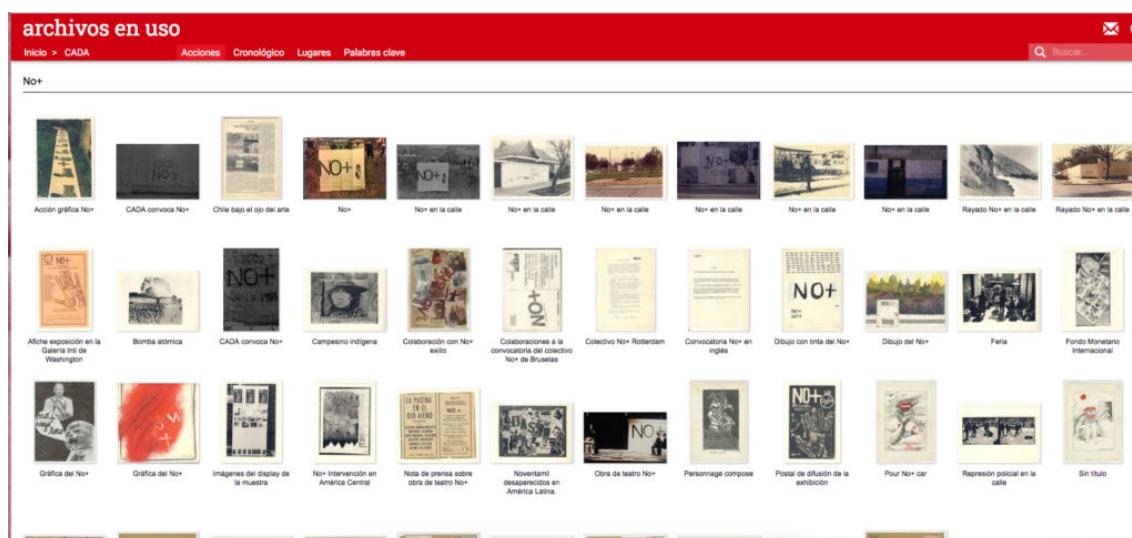 archivos en uso
Inicio > CADA
Acciones Cronológico Lugares Palabras clave
Buscar...
No+
Acción gráfica No+
CADA convoca No+
Chile bajo el ojo del arte
No+
No+ en la calle
No+ en la calle
No+ en la calle
No+ en la calle
No+ en la calle
No+ en la calle
Rayado No+ en la calle
Rayado No+ en la calle
Afiche exposición en la
Galería Inti de
Washington
Bomba atómica
CADA convoca No+
Campesino indígena
Colaboración con No+
exilio
Colaboraciones a la
convocatoria del colectivo
No+ de Bruselas
Colectivo No+ Rotterdam
Convocatoria No+ en
inglés
Dibujo con tinta del No+
Dibujo del No+
Feria
Fondo Monetario
Internacional
Gráfica del No+
Gráfica del No+
Imágenes del display de
la muestra
No+ Intervención en
América Central
Nota de prensa sobre
obra de teatro No+
Noventamil
desaparecidos en
América Latina.
Obra de teatro No+
Personnage compose
Postal de difusión de la
exhibición
Pour No+ car
Represión policial en la
calle
Sin título